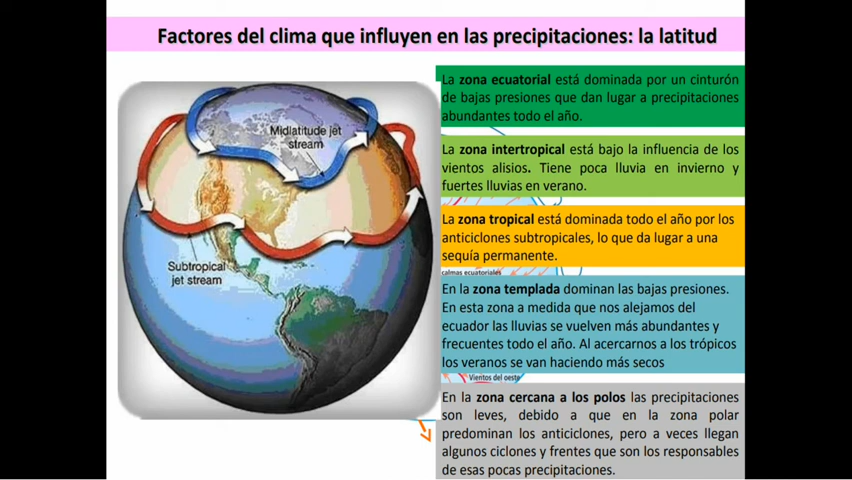 Factores del clima que influyen en las precipitaciones: la latitud
Midlatitude jet
stream
Subtropical
jet stream
La zona ecuatorial está dominada por un cinturón
de bajas presiones que dan lugar a precipitaciones
abundantes todo el año.
La zona intertropical está bajo la influencia de los
vientos alisios. Tiene poca lluvia en invierno y
fuertes lluvias en verano.
La zona tropical está dominada todo el año por los
anticiclones subtropicales, lo que da lugar a una
sequía permanente.
calmas ecuatoriales
En la zona templada dominan las bajas presiones.
En esta zona a medida que nos alejamos del
ecuador las lluvias se vuelven más abundantes y
frecuentes todo el año. Al acercarnos a los trópicos
los veranos se van haciendo más secos
Vientos del oeste
En la zona cercana a los polos las precipitaciones
son leves, debido a que en la zona polar
predominan los anticiclones, pero a veces llegan
algunos ciclones y frentes que son los responsables
de esas pocas precipitaciones.